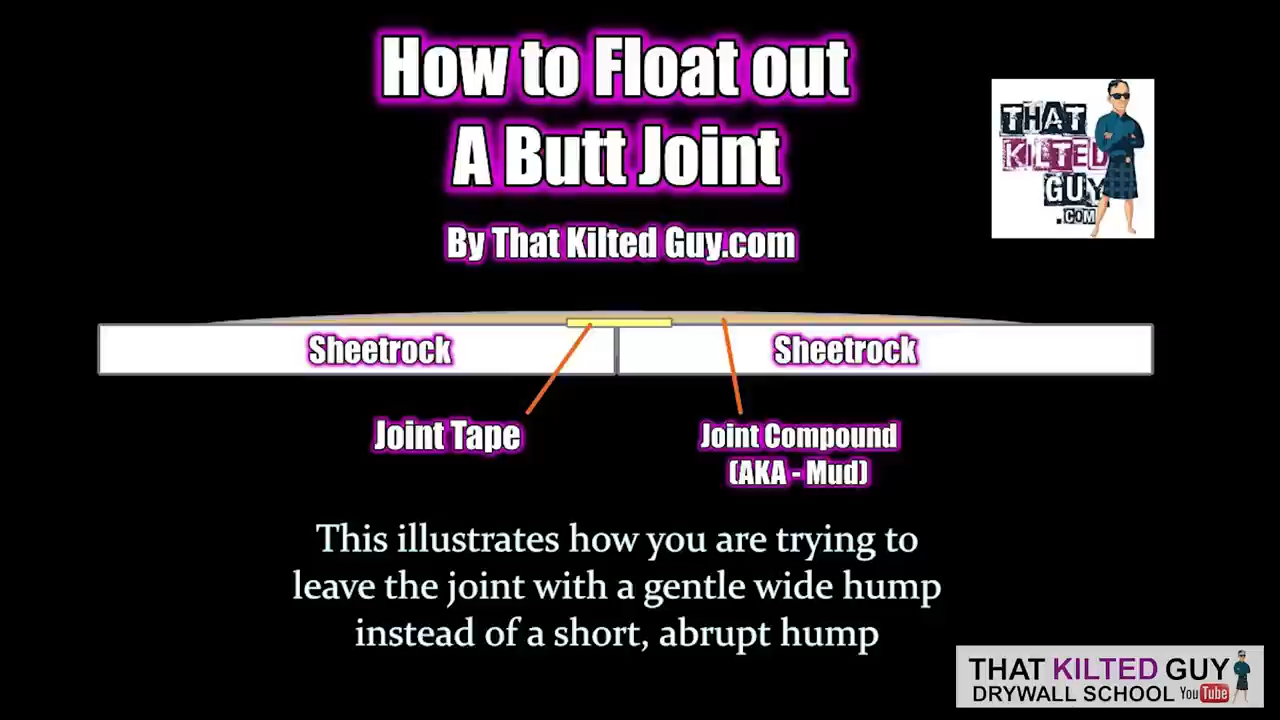 How to Float out
A Butt Joint
By That Kilted Guy.com
THAT
KILTED
GUY
.COM
Sheetrock
Sheetrock
Joint Tape
Joint Compound
(AKA - Mud)
This illustrates how you are trying to
leave the joint with a gentle wide hump
instead of a short, abrupt hump
THAT KILTED GUY
DRYWALL SCHOOL YouTube